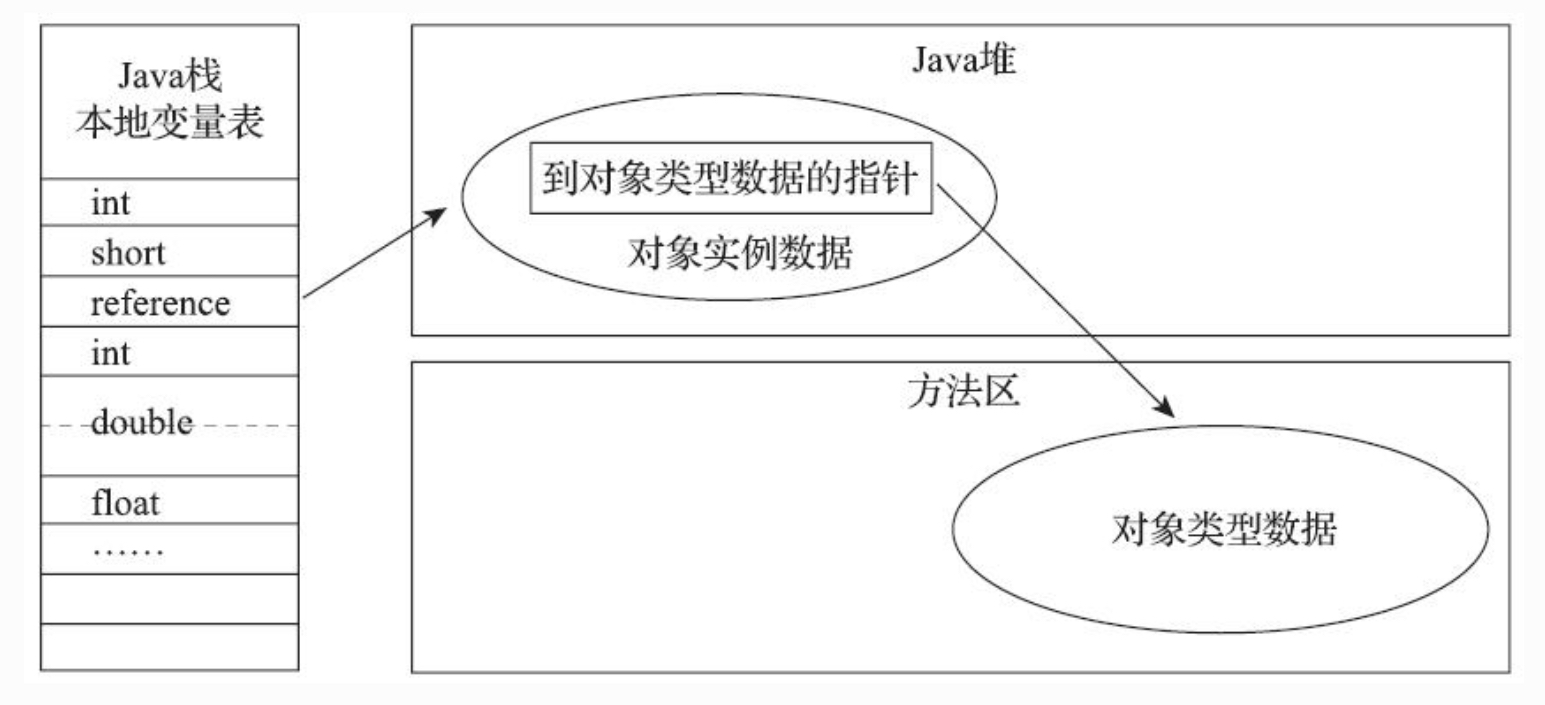 Java栈
本地变量表
int
short
reference
int
double
float
……
Java堆
到对象类型数据的指针
对象实例数据
方法区
对象类型数据